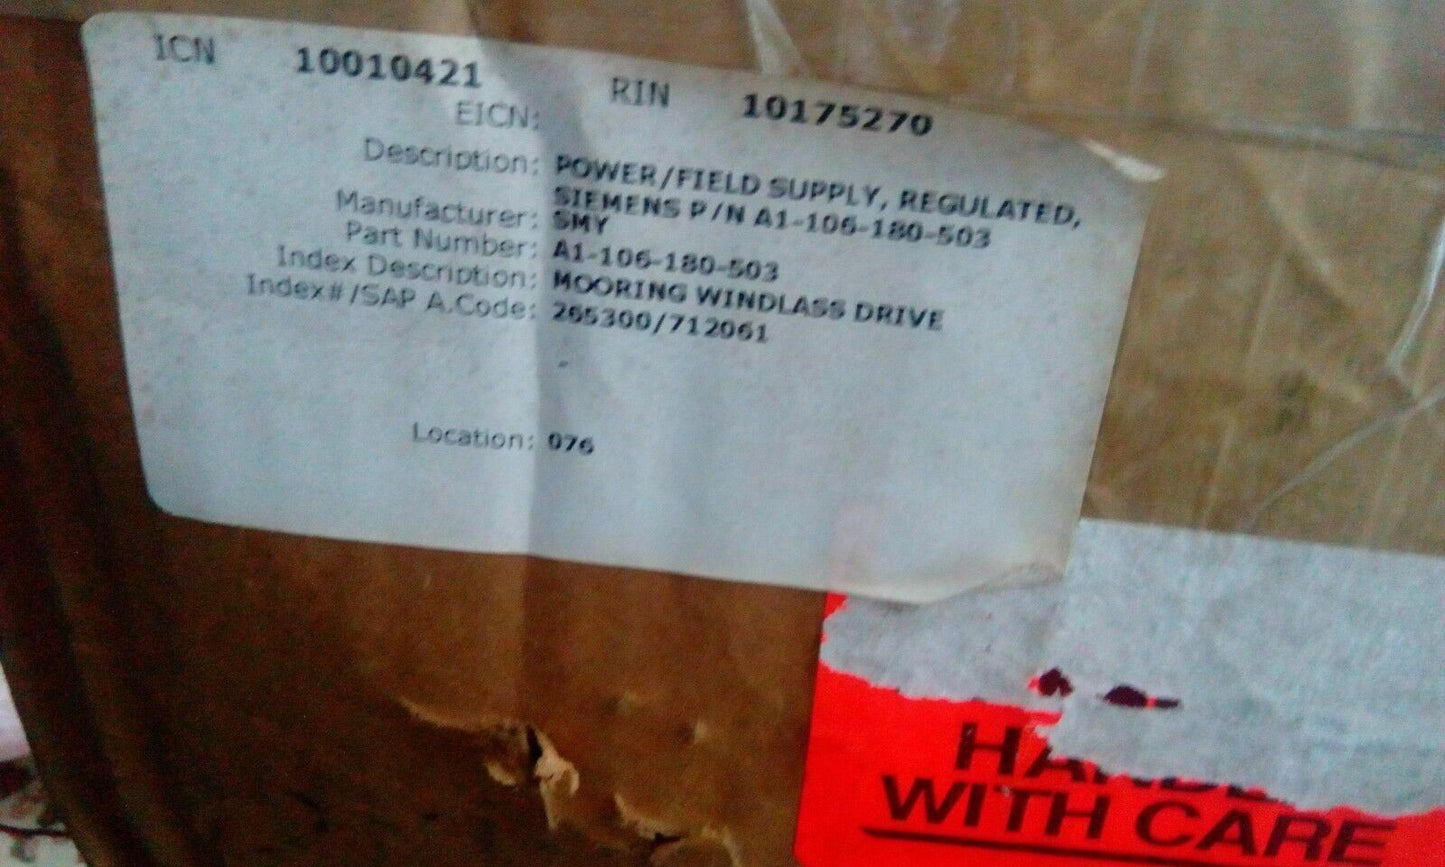 ICN 10010421 RIN 10175270
EICN:
Description: POWER/FIELD SUPPLY, REGULATED,
SIEMENS P/N A1-106-180-503
Manufacturer: SMY
Part Number: A1-106-180-503
Index Description: MOORING WINDLASS DRIVE
Index#/SAP A.Code: 265300/712061
-
Location: 076
HANDLE
WITH CARE